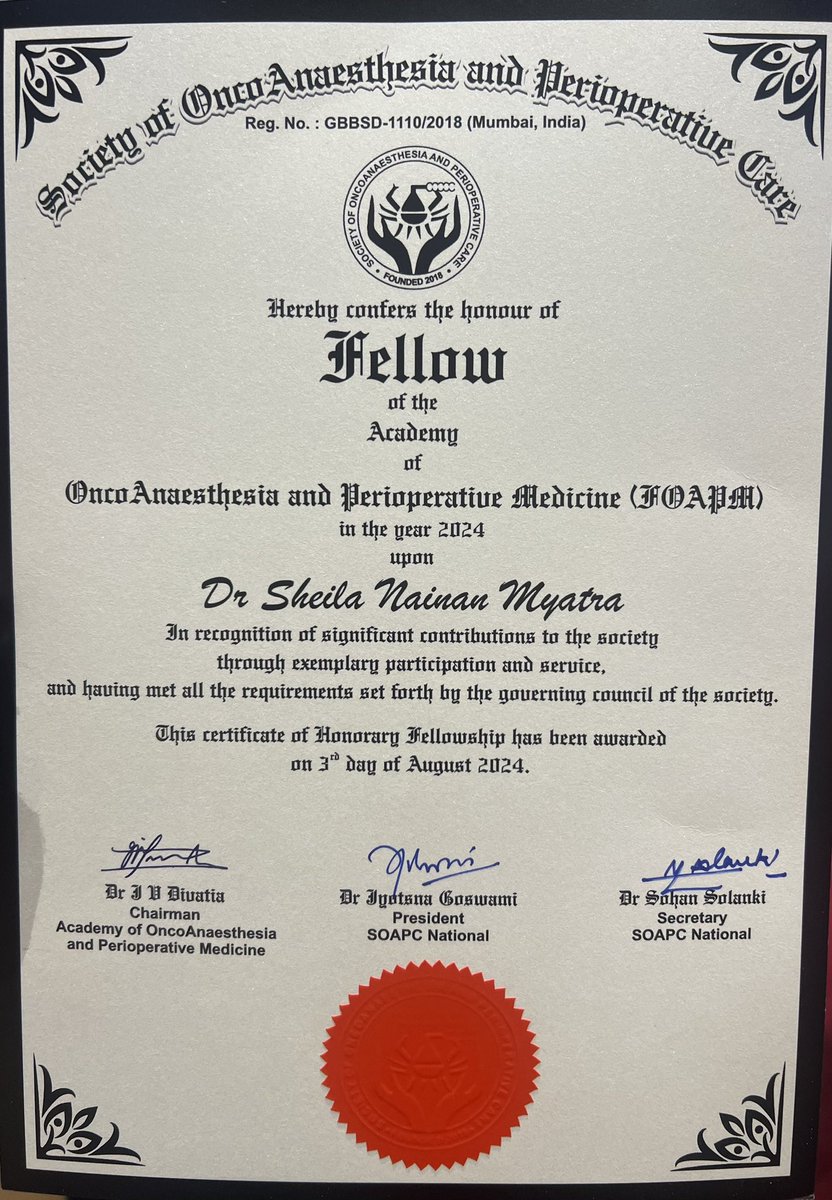 Society of OncoAnaesthesia and Perioperative Care
Reg. No. : GBBSD-1110/2018 (Mumbai, India)
SOCIETY OF ONCOANAESTHESIA AND PERIOPERATIVE CARE
• FOUNDED 2018 •
Hereby confers the honour of
Fellow
of the
Academy
of
OncoAnaesthesia and Perioperative Medicine (FOAPM)
in the year 2024
upon
Dr Sheila Nainan Myatra
In recognition of significant contributions to the society
through exemplary participation and service,
and having met all the requirements set forth by the governing council of the society.
This certificate of Honorary Fellowship has been awarded
on 3rd day of August 2024.
Dr J V Divatia
Chairman
Academy of OncoAnaesthesia
and Perioperative Medicine
Dr Jyotsna Goswami
President
SOAPC National
Dr Sohan Solanki
Secretary
SOAPC National